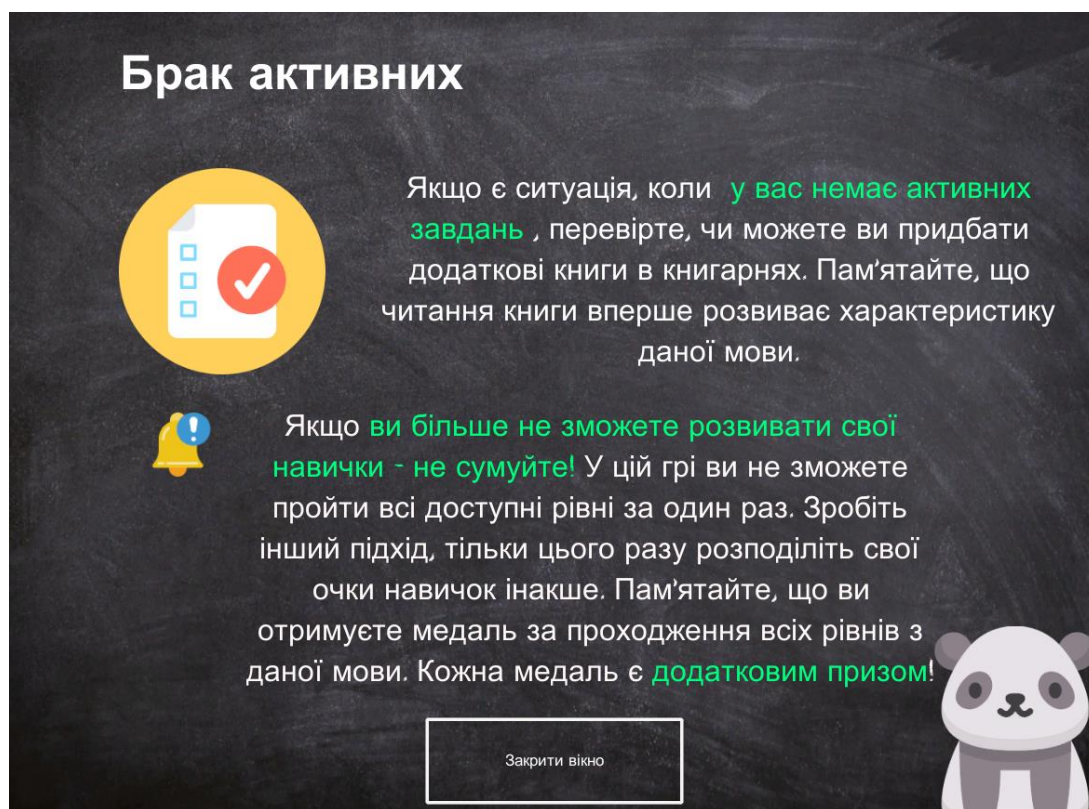 Брак активних
Якщо є ситуація, коли у вас немає активних
завдань , перевірте, чи можете ви придбати
додаткові книги в книгарнях. Пам'ятайте, що
читання книги вперше розвиває характеристику
даної мови.
Якщо ви більше не зможете розвивати свої
навички - не сумуйте! У цій грі ви не зможете
пройти всі доступні рівні за один раз. Зробіть
інший підхід, тільки цього разу розподіліть свої
очки навичок інакше. Пам'ятайте, що ви
отримуєте медаль за проходження всіх рівнів з
даної мови. Кожна медаль є додатковим призом!
Закрити вікно